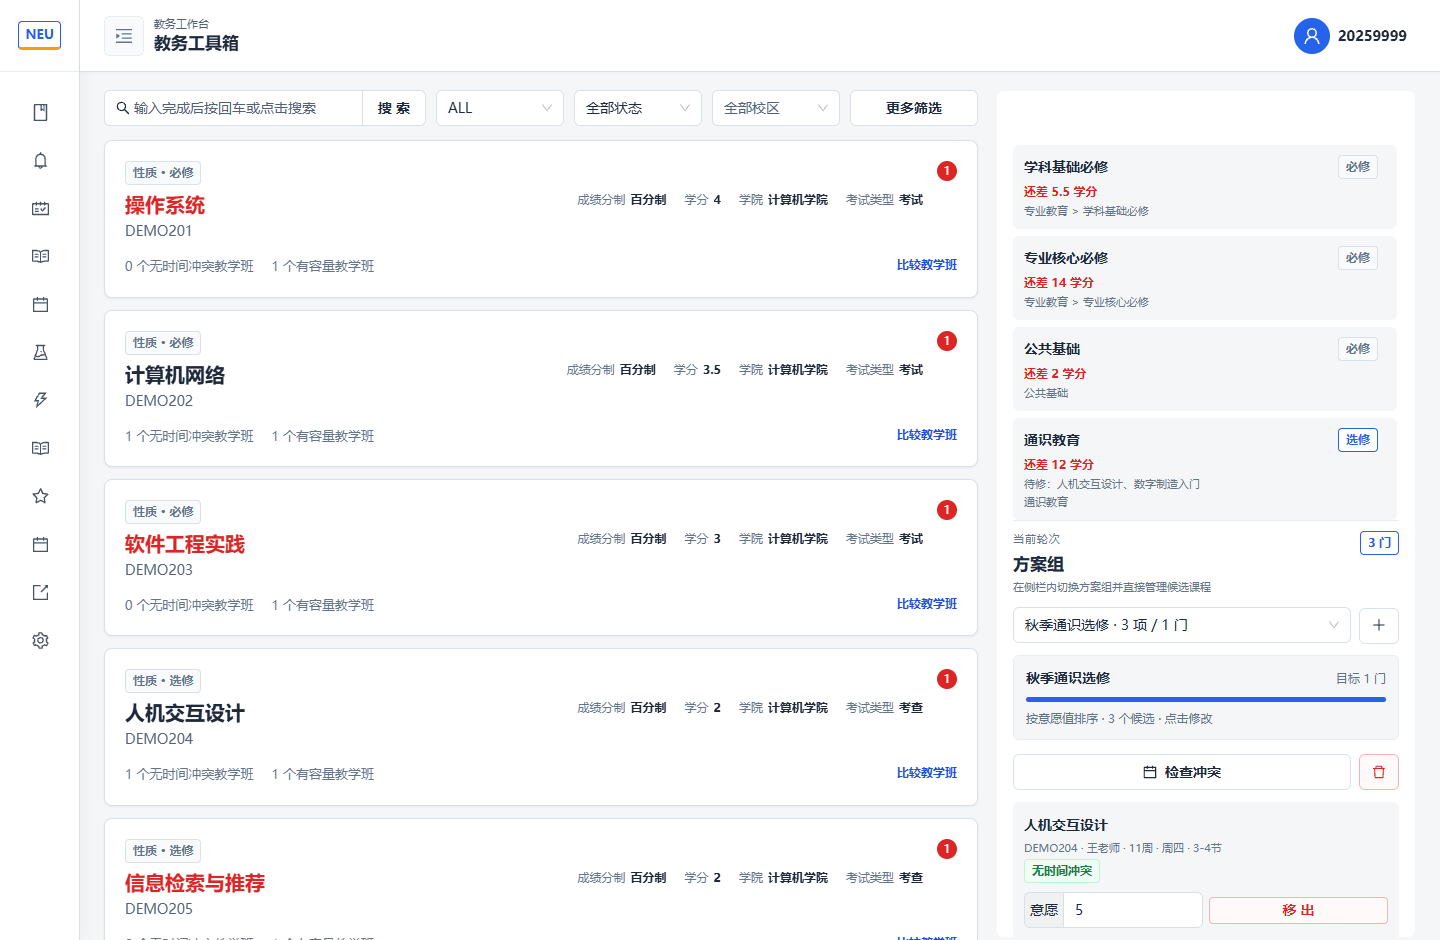 NEU
教务工作台
教务工具箱
20259999
输入完成后按回车或点击搜索
搜 索
ALL
全部状态
全部校区
更多筛选
性质 • 必修
1
操作系统
成绩分制 百分制 学分 4 学院 计算机学院 考试类型 考试
DEMO201
0 个无时间冲突教学班 1 个有容量教学班
比较教学班
性质 • 必修
1
计算机网络
成绩分制 百分制 学分 3.5 学院 计算机学院 考试类型 考试
DEMO202
1 个无时间冲突教学班 1 个有容量教学班
比较教学班
性质 • 必修
1
软件工程实践
成绩分制 百分制 学分 3 学院 计算机学院 考试类型 考试
DEMO203
0 个无时间冲突教学班 1 个有容量教学班
比较教学班
性质 • 选修
1
人机交互设计
成绩分制 百分制 学分 2 学院 计算机学院 考试类型 考查
DEMO204
1 个无时间冲突教学班 1 个有容量教学班
比较教学班
性质 • 选修
1
信息检索与推荐
成绩分制 百分制 学分 2 学院 计算机学院 考试类型 考查
DEMO205
学科基础必修
必修
还差 5.5 学分
专业教育 > 学科基础必修
专业核心必修
必修
还差 14 学分
专业教育 > 专业核心必修
公共基础
必修
还差 2 学分
公共基础
通识教育
选修
还差 12 学分
待修：人机交互设计、数字制造入门
通识教育
当前轮次
3 门
方案组
在侧栏内切换方案组并直接管理候选课程
秋季通识选修 · 3 项 / 1 门
秋季通识选修
目标 1 门
按意愿值排序 · 3 个候选 · 点击修改
检查冲突
人机交互设计
DEMO204 · 王老师 · 11周 · 周四 · 3-4节
无时间冲突
意愿
5
移 出